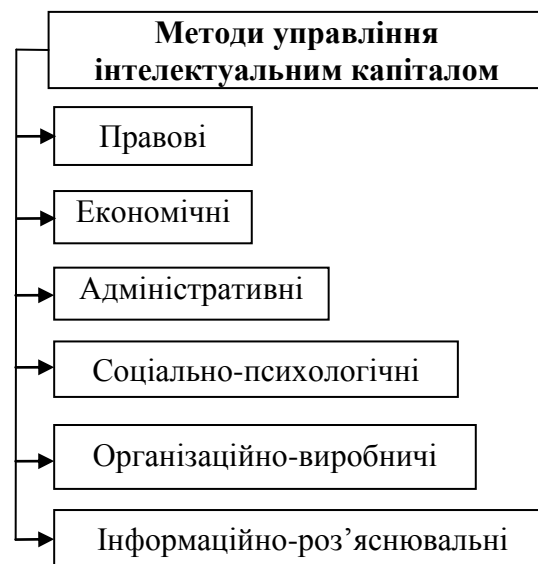 Методи управління
інтелектуальним капіталом
Правові
Економічні
Адміністративні
Соціально-психологічні
Організаційно-виробничі
Інформаційно-роз’яснювальні